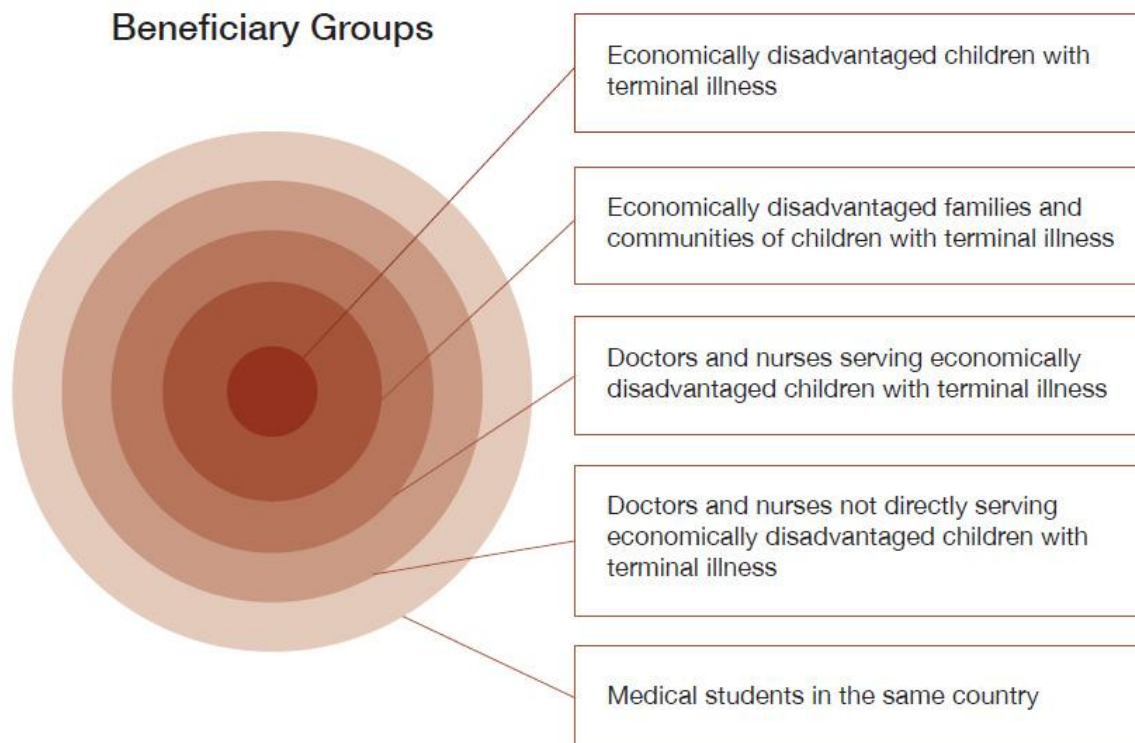 Beneficiary Groups
Economically disadvantaged children with
terminal illness
Economically disadvantaged families and
communities of children with terminal illness
Doctors and nurses serving economically
disadvantaged children with terminal illness
Doctors and nurses not directly serving
economically disadvantaged children with
terminal illness
Medical students in the same country